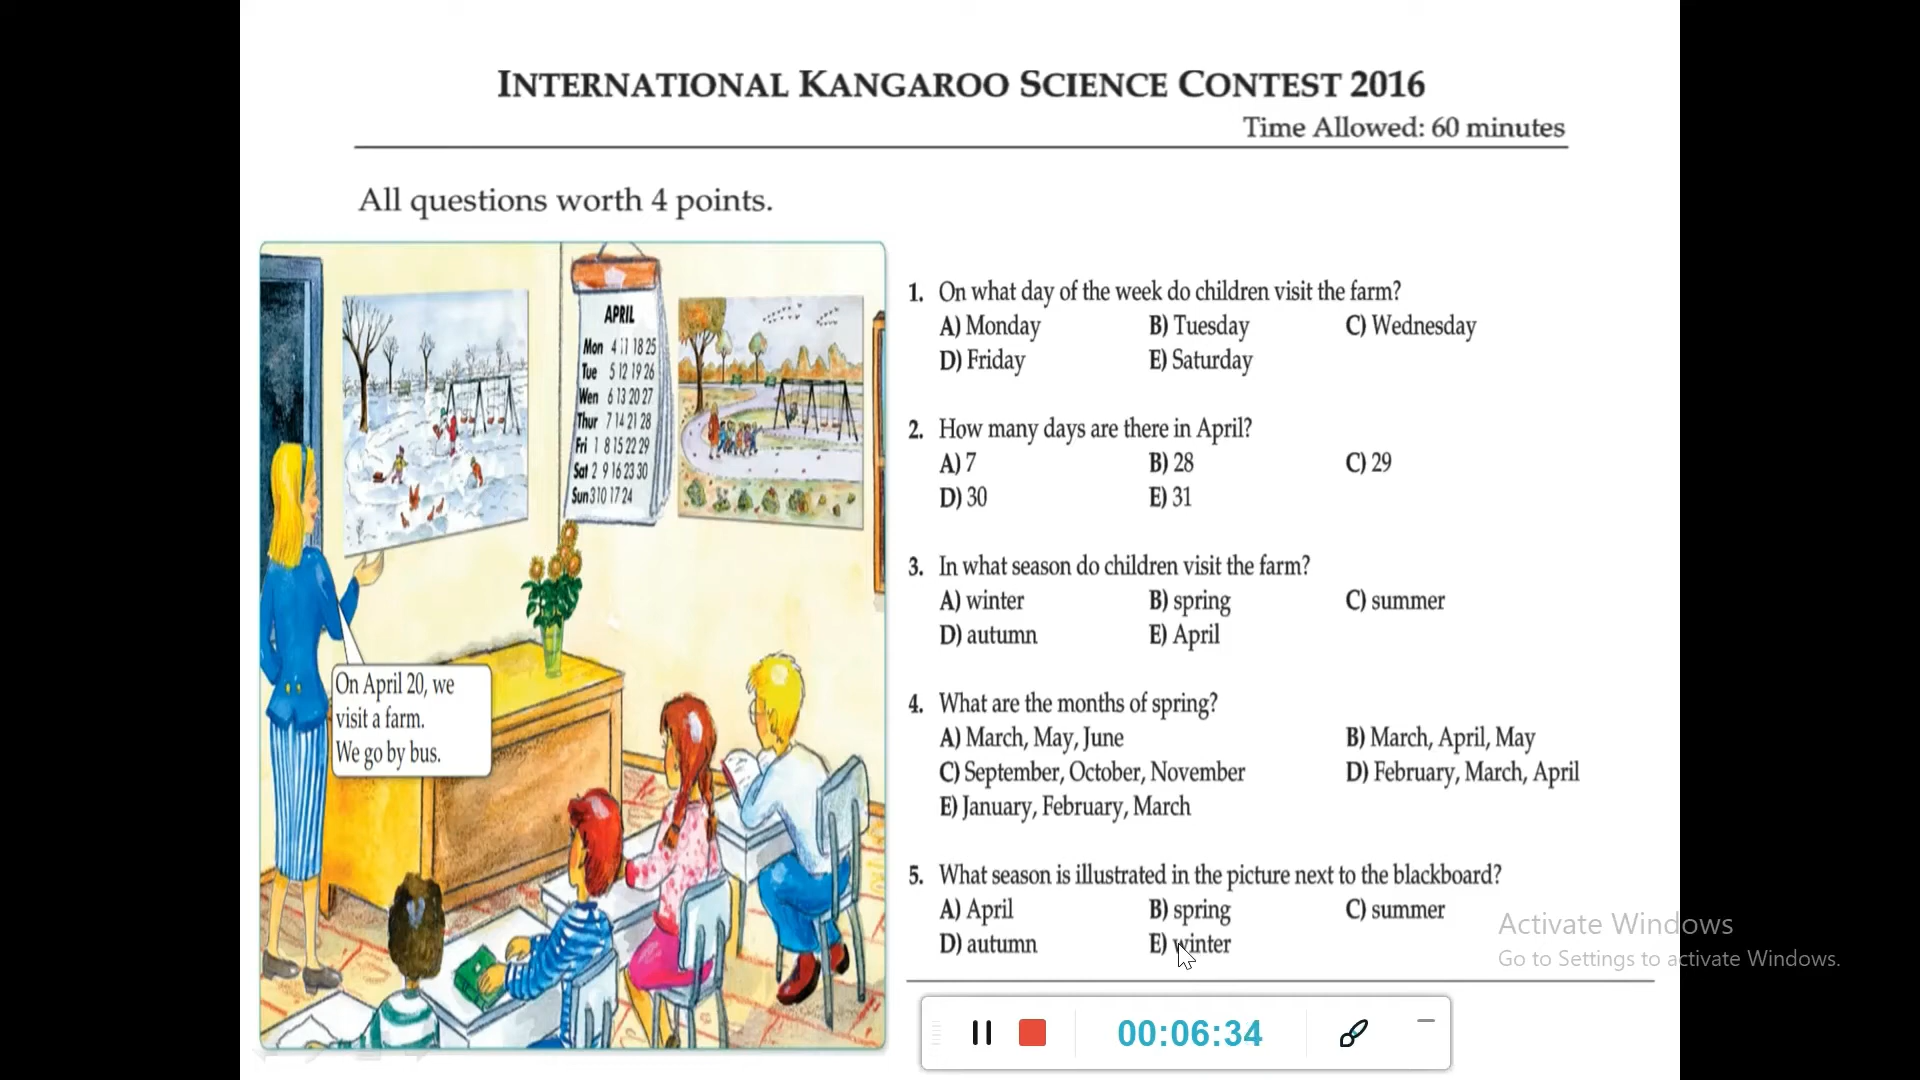 INTERNATIONAL KANGAROO SCIENCE CONTEST 2016
Time Allowed: 60 minutes
All questions worth 4 points.
APRIL
Mon 4 11 18 25
Tue 5 12 19 26
Wen 6 13 20 27
Thur 7 14 21 28
Fri 1 8 15 22 29
Sat 2 9 16 23 30
Sun 3 10 17 24
On April 20, we
visit a farm.
We go by bus.
1. On what day of the week do children visit the farm?
A) Monday B) Tuesday C) Wednesday
D) Friday E) Saturday
2. How many days are there in April?
A) 7 B) 28 C) 29
D) 30 E) 31
3. In what season do children visit the farm?
A) winter B) spring C) summer
D) autumn E) April
4. What are the months of spring?
A) March, May, June B) March, April, May
C) September, October, November D) February, March, April
E) January, February, March
5. What season is illustrated in the picture next to the blackboard?
A) April B) spring C) summer
D) autumn E) winter
Activate Windows
Go to Settings to activate Windows.
00:06:34